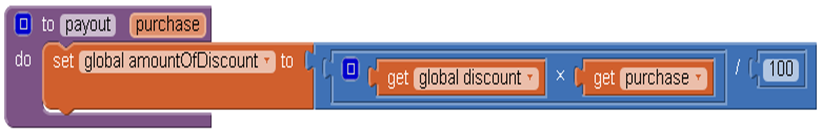 to payout purchase
do set global amountOfDiscount to get global discount × get purchase / 100